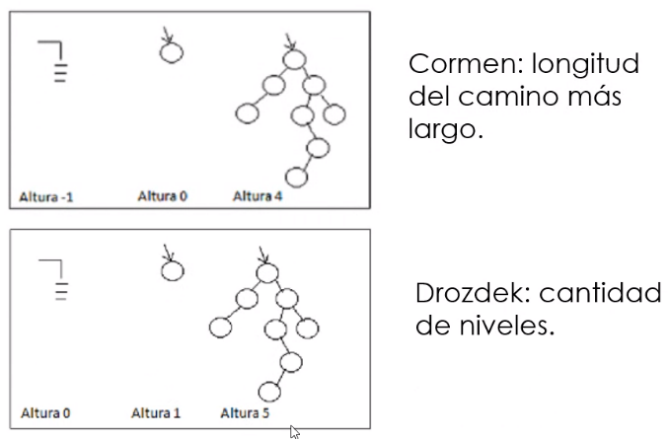 Altura -1 Altura 0 Altura 4
Cormen: longitud
del camino más
largo.
Altura 0 Altura 1 Altura 5
Drozdek: cantidad
de niveles.